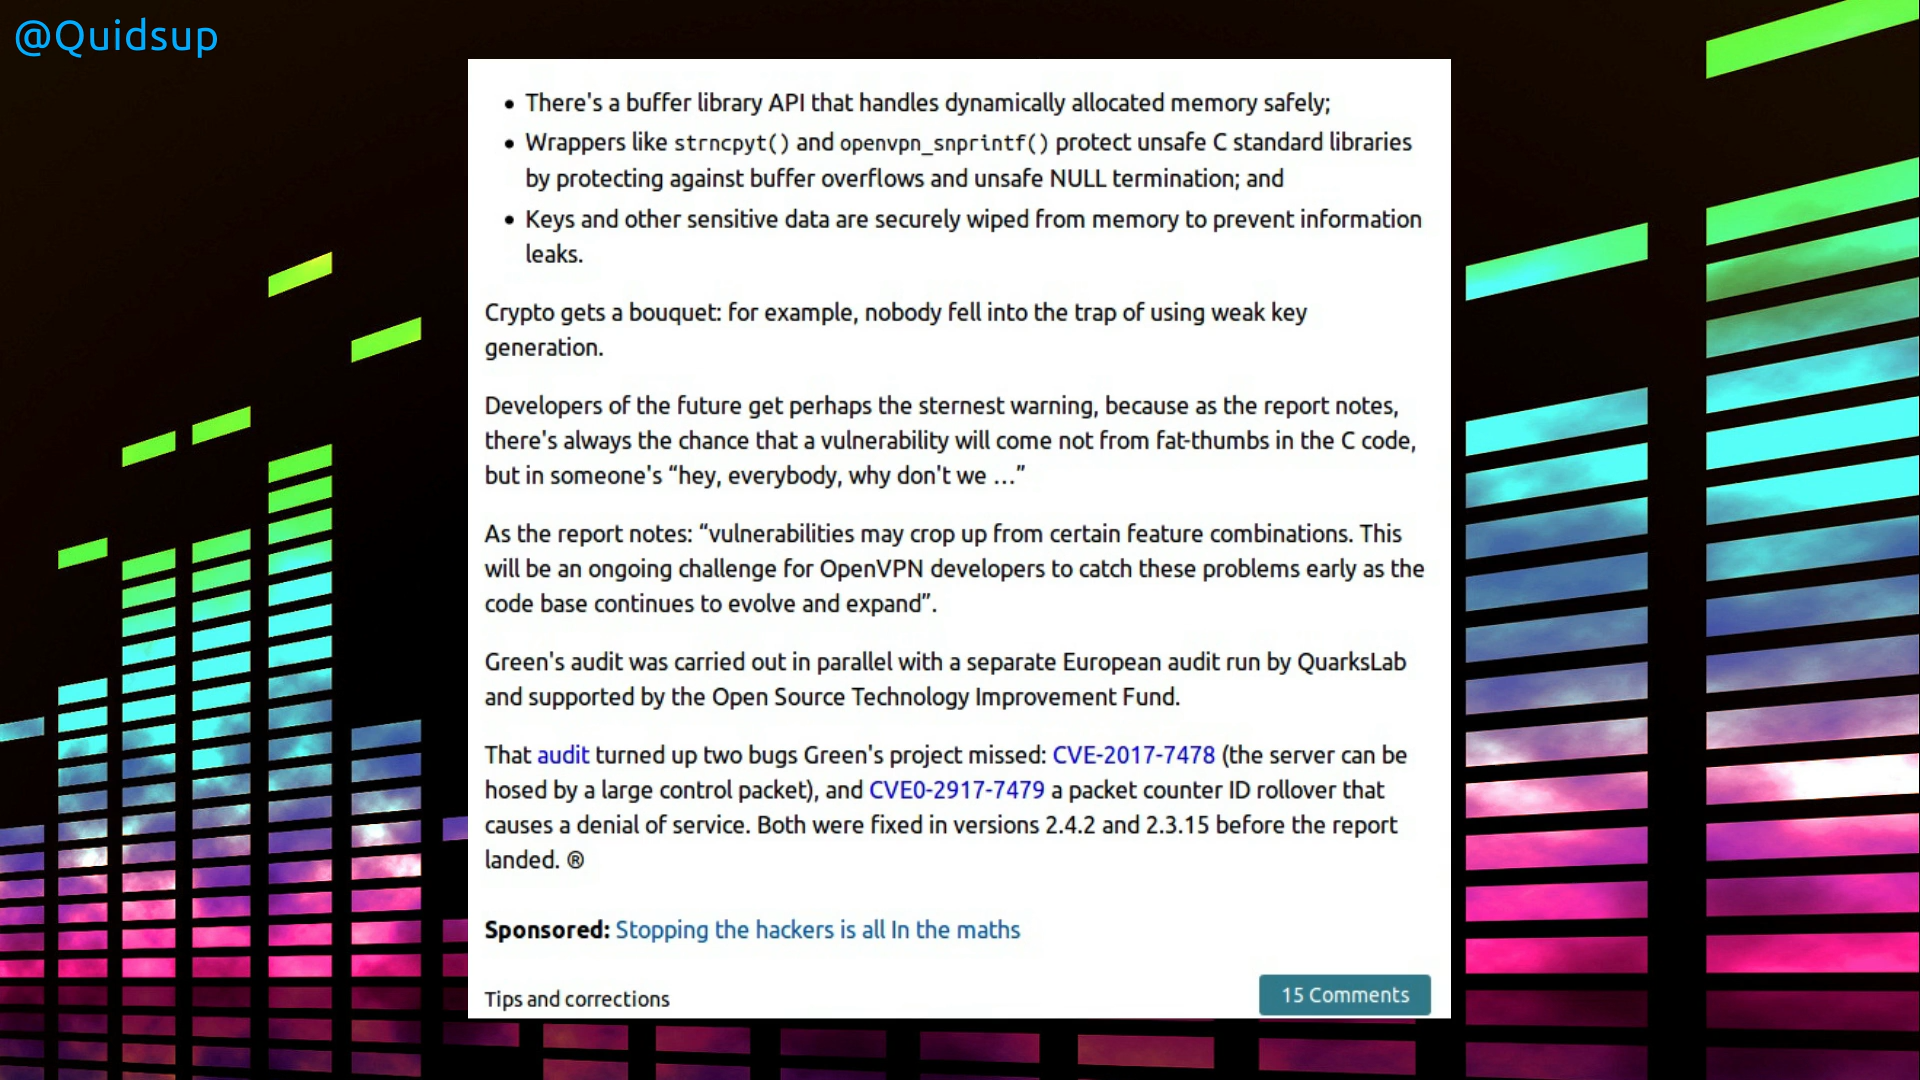 @Quidsup
There's a buffer library API that handles dynamically allocated memory safely;
Wrappers like strncpyt() and openvpn_snprintf() protect unsafe C standard libraries
by protecting against buffer overflows and unsafe NULL termination; and
Keys and other sensitive data are securely wiped from memory to prevent information
leaks.
Crypto gets a bouquet: for example, nobody fell into the trap of using weak key
generation.
Developers of the future get perhaps the sternest warning, because as the report notes,
there's always the chance that a vulnerability will come not from fat-thumbs in the C code,
but in someone's “hey, everybody, why don't we …”
As the report notes: “vulnerabilities may crop up from certain feature combinations. This
will be an ongoing challenge for OpenVPN developers to catch these problems early as the
code base continues to evolve and expand”.
Green's audit was carried out in parallel with a separate European audit run by QuarksLab
and supported by the Open Source Technology Improvement Fund.
That audit turned up two bugs Green's project missed: CVE-2017-7478 (the server can be
hosed by a large control packet), and CVE0-2917-7479 a packet counter ID rollover that
causes a denial of service. Both were fixed in versions 2.4.2 and 2.3.15 before the report
landed. ®
Sponsored: Stopping the hackers is all In the maths
Tips and corrections
15 Comments